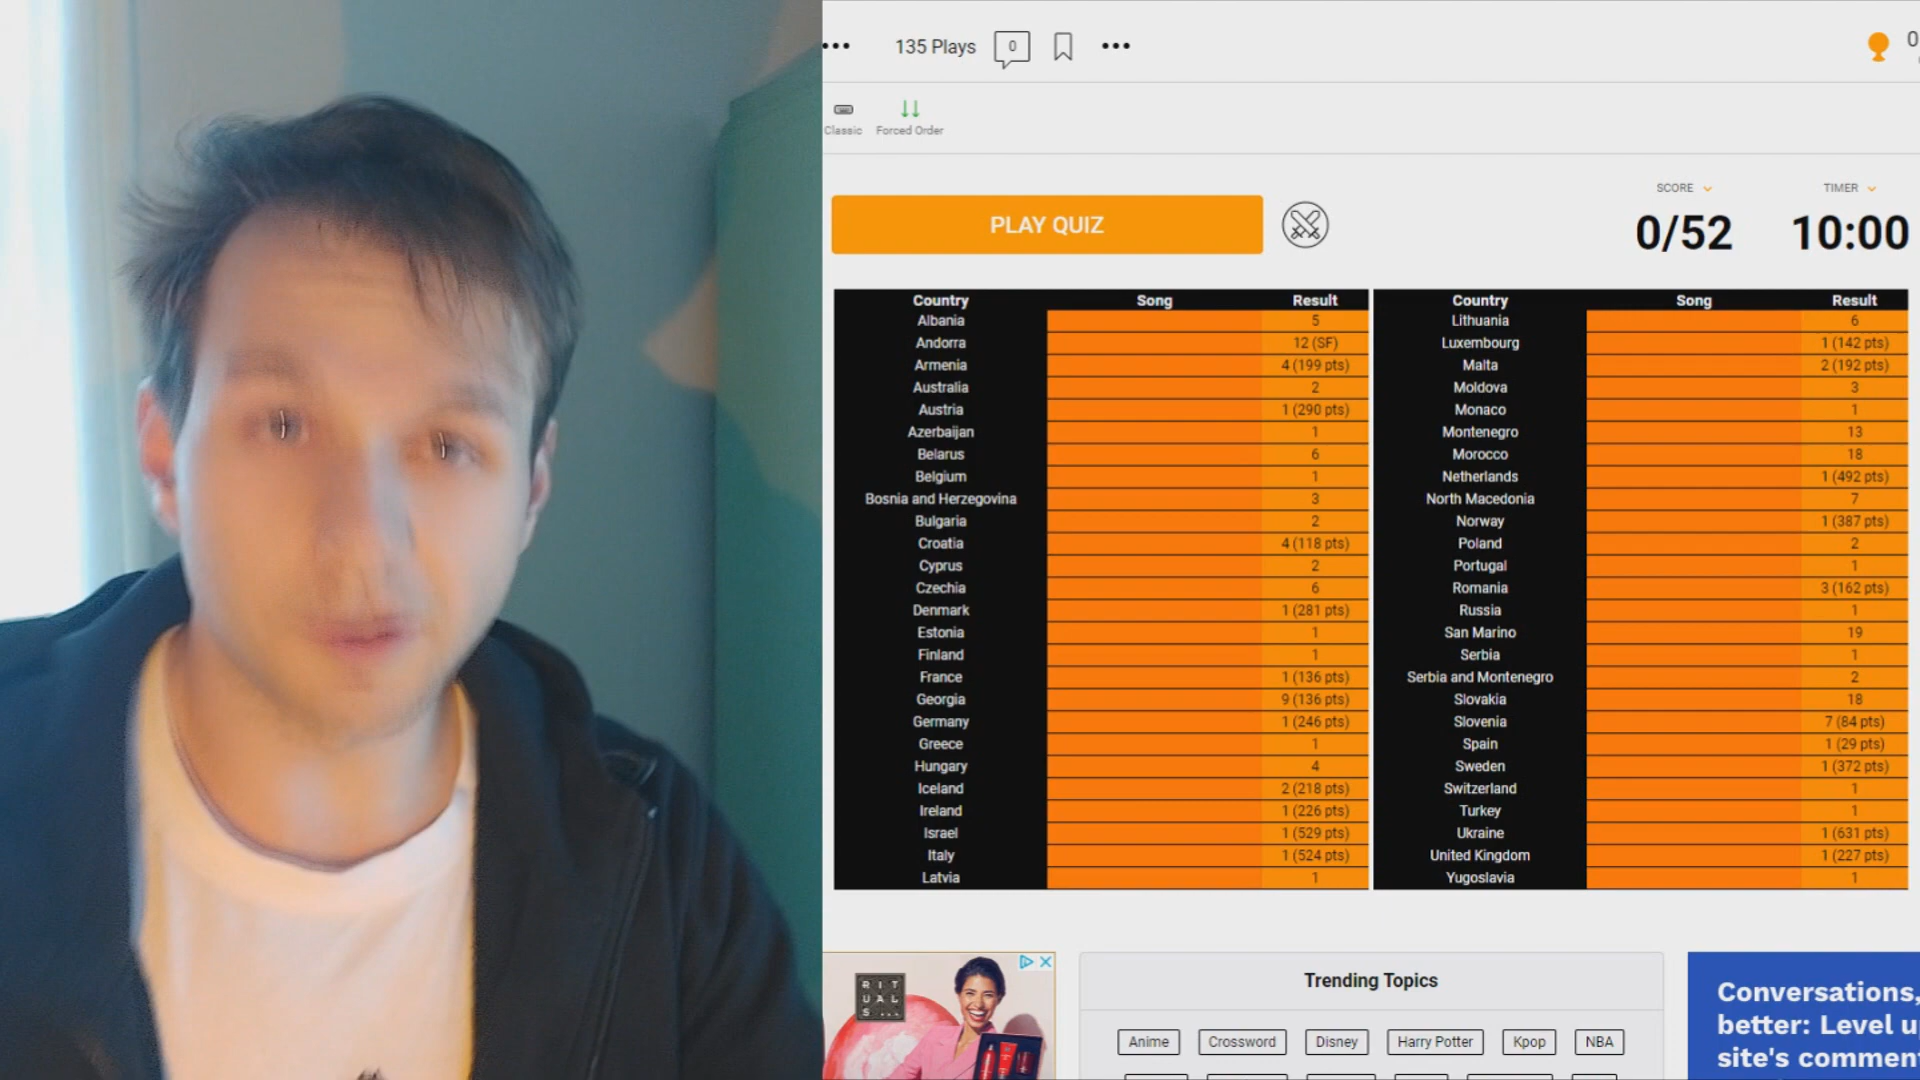 135 Plays
0
0
Classic
Forced Order
PLAY QUIZ
SCORE
0/52
TIMER
10:00
Country Song Result
Albania 5
Andorra 12 (SF)
Armenia 4 (199 pts)
Australia 2
Austria 1 (290 pts)
Azerbaijan 1
Belarus 6
Belgium 1
Bosnia and Herzegovina 3
Bulgaria 2
Croatia 4 (118 pts)
Cyprus 2
Czechia 6
Denmark 1 (281 pts)
Estonia 1
Finland 1
France 1 (136 pts)
Georgia 9 (136 pts)
Germany 1 (246 pts)
Greece 1
Hungary 4
Iceland 2 (218 pts)
Ireland 1 (226 pts)
Israel 1 (529 pts)
Italy 1 (524 pts)
Latvia 1
Country Song Result
Lithuania 6
Luxembourg 1 (142 pts)
Malta 2 (192 pts)
Moldova 3
Monaco 1
Montenegro 13
Morocco 18
Netherlands 1 (492 pts)
North Macedonia 7
Norway 1 (387 pts)
Poland 2
Portugal 1
Romania 3 (162 pts)
Russia 1
San Marino 19
Serbia 1
Serbia and Montenegro 2
Slovakia 18
Slovenia 7 (84 pts)
Spain 1 (29 pts)
Sweden 1 (372 pts)
Switzerland 1
Turkey 1
Ukraine 1 (631 pts)
United Kingdom 1 (227 pts)
Yugoslavia 1
RIT
UAL
S...
Trending Topics
Anime
Crossword
Disney
Harry Potter
Kpop
NBA
Conversations,
better: Level u
site's commen